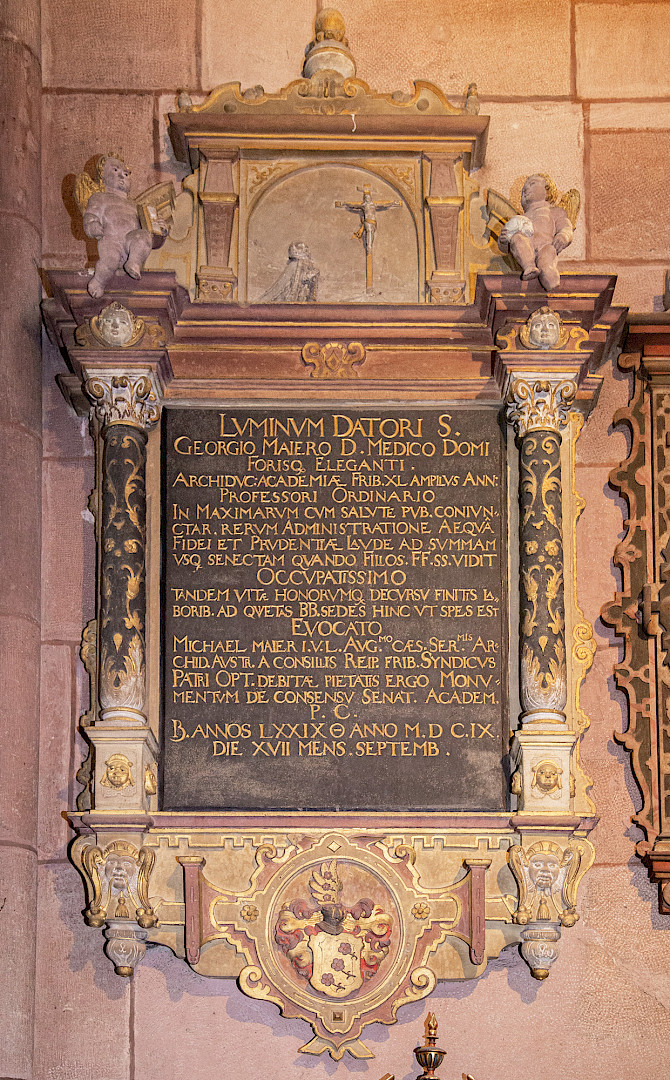 LVMINVM DATORI S.
GEORGIO MAIERO D. MEDICO DOMI
FORISQ ELEGANTI.
ARCHIDVC: ACADEMIÆ FRIB. XL AMPLIVS ANN:
PROFESSORI ORDINARIO
IN MAXIMARVM CVM SALVTE PVB. CONIVN=
CTAR. RERVM ADMINISTRATIONE AEQVÂ
FIDEI ET PRVDENTIÆ LAVDE AD SVMMAM
VSQ SENECTAM QVANDO FILIOS. FF. SS. VIDIT
OCCVPATISSIMO
TANDEM VITÆ HONORVMQ DECVRSV FINITIS LA=
BORIB. AD QVIETAS BB. SEDES HINC VT SPES EST
EVOCATO
MICHAEL MAIER I.V.L. AVG.MO CÆS. SER.MIS AR=
CHID. AVSTR. A CONSILIIS REIP. FRIB. SYNDICVS
PATRI OPT. DEBITÆ PIETATIS ERGO MONV=
MENTVM DE CONSENSV SENAT. ACADEM.
P. C.
B. ANNOS LXXIX Θ ANNO M. D C. IX.
DIE XVII MENS. SEPTEMB.